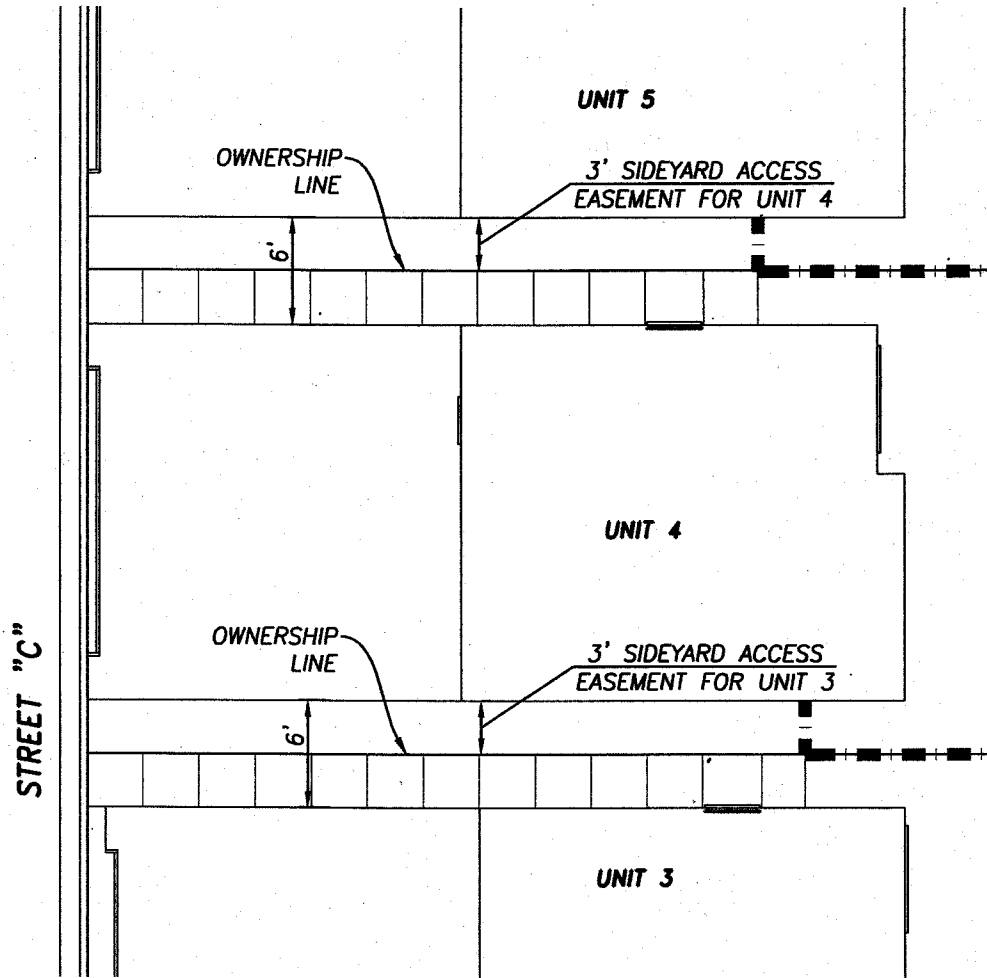 UNIT 5
OWNERSHIP
LINE
3' SIDEYARD ACCESS
EASEMENT FOR UNIT 4
6'
UNIT 4
OWNERSHIP
LINE
3' SIDEYARD ACCESS
EASEMENT FOR UNIT 3
6'
STREET "C"
UNIT 3